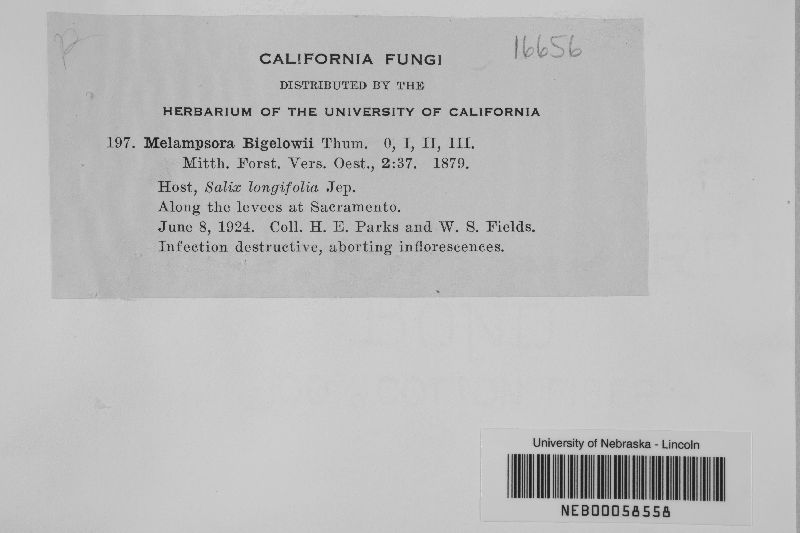 16656
CALIFORNIA FUNGI
DISTRIBUTED BY THE
HERBARIUM OF THE UNIVERSITY OF CALIFORNIA
197. Melampsora Bigelowii Thum. 0, I, II, III.
Mitth. Forst. Vers. Oest., 2:37. 1879.
Host, Salix longifolia Jep.
Along the levees at Sacramento.
June 8, 1924. Coll. H. E. Parks and W. S. Fields.
Infection destructive, aborting inflorescences.
University of Nebraska - Lincoln
NEB00058558